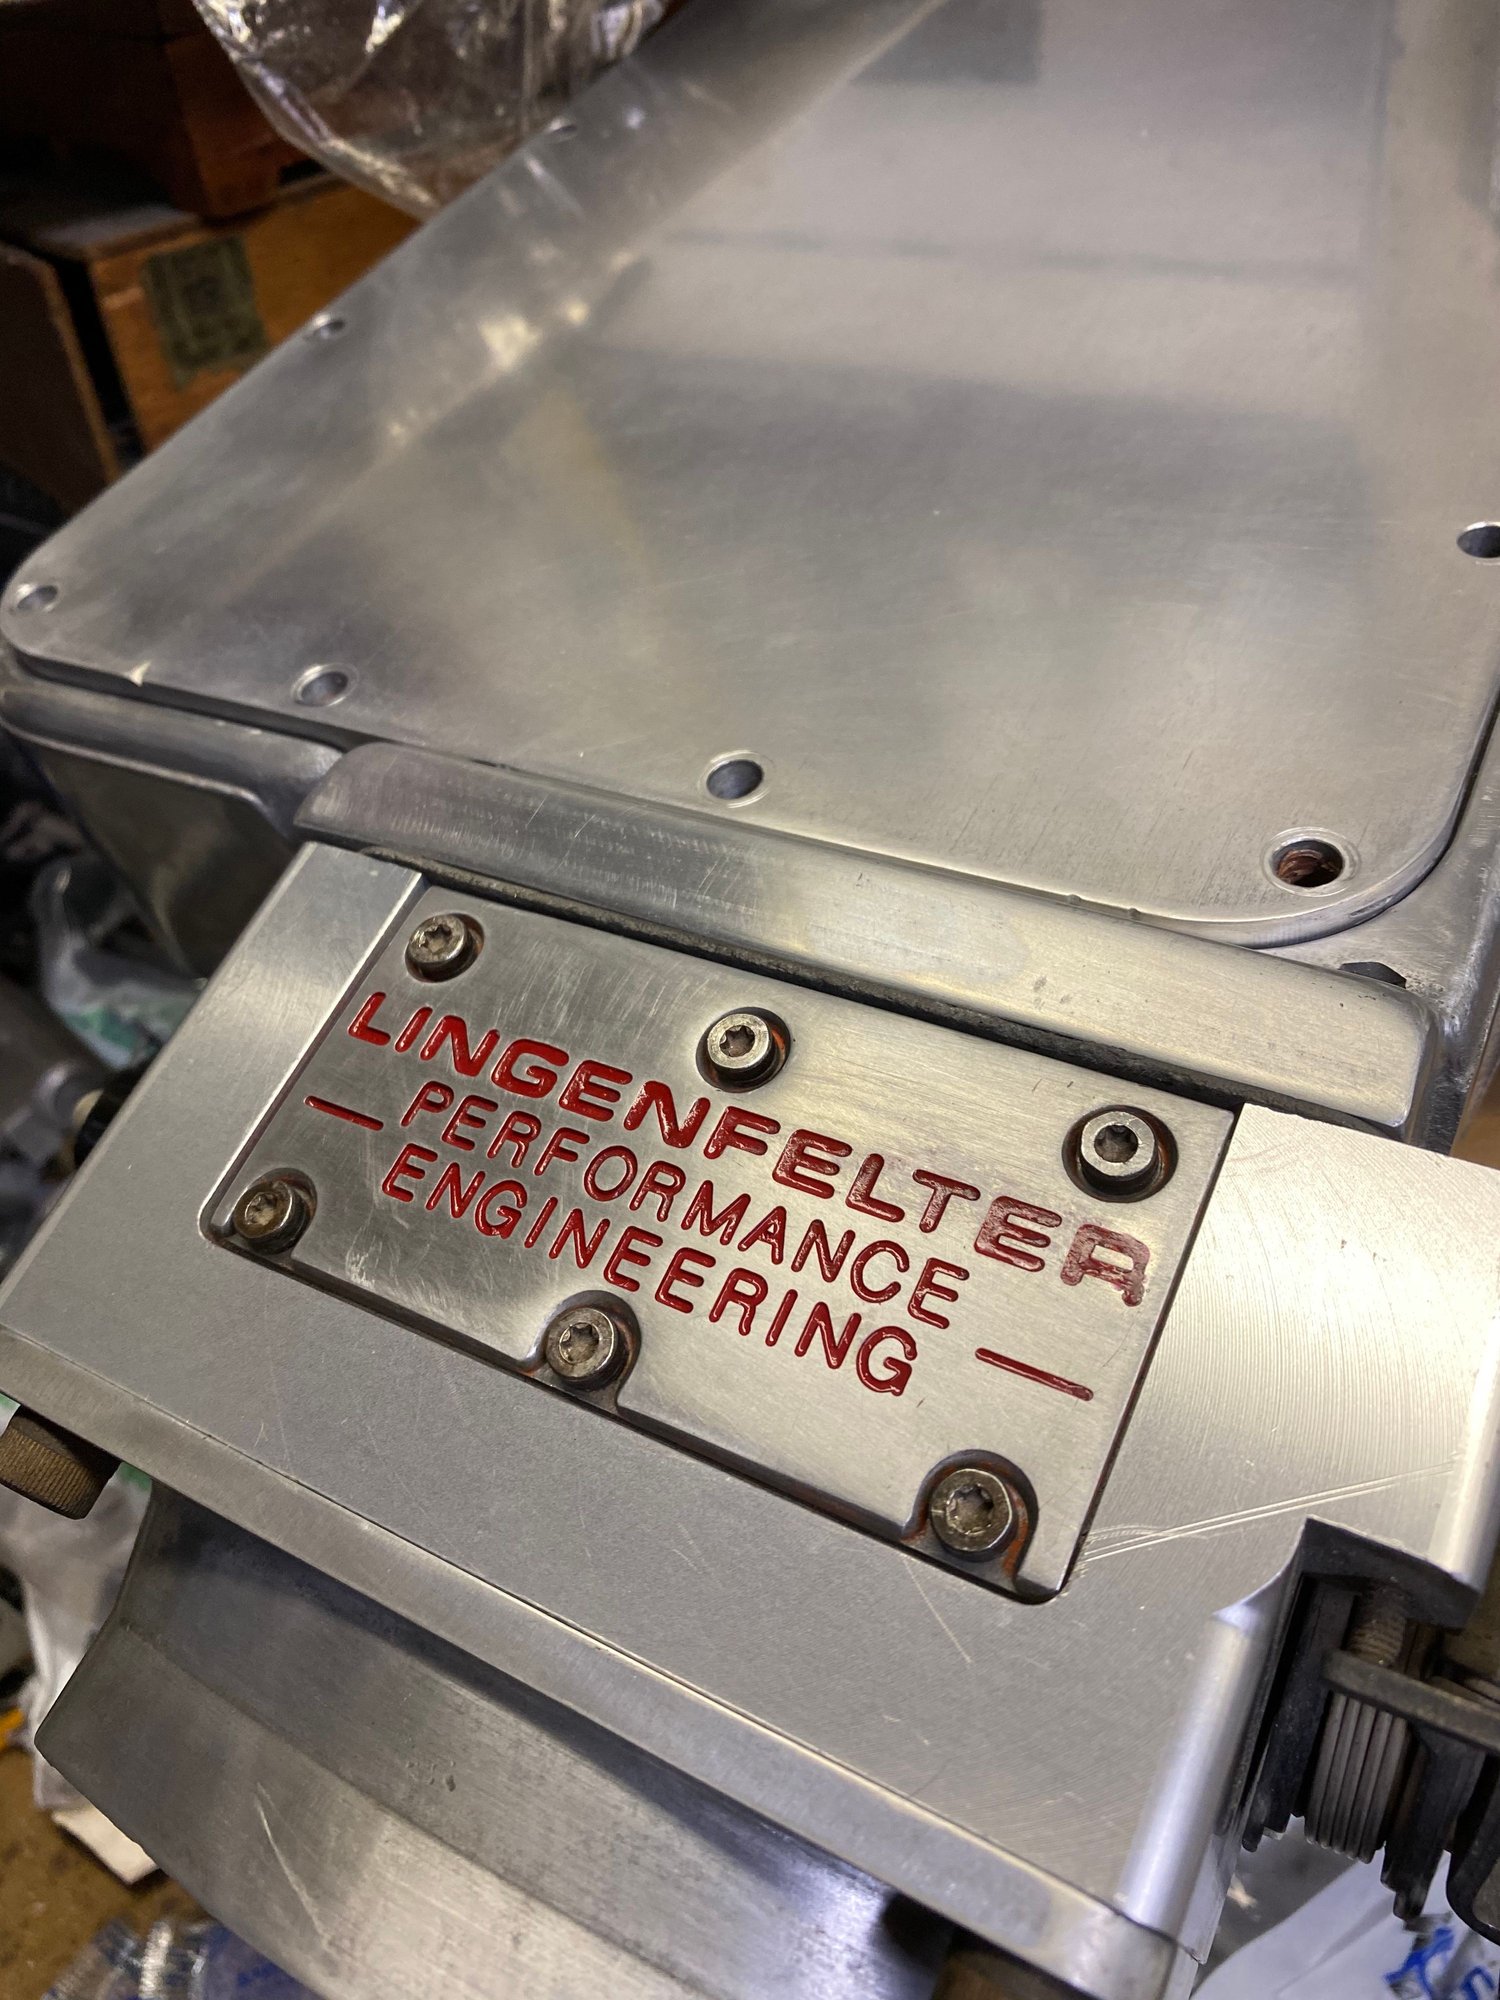 LINGENFELTER
PERFORMANCE
— ENGINEERING —